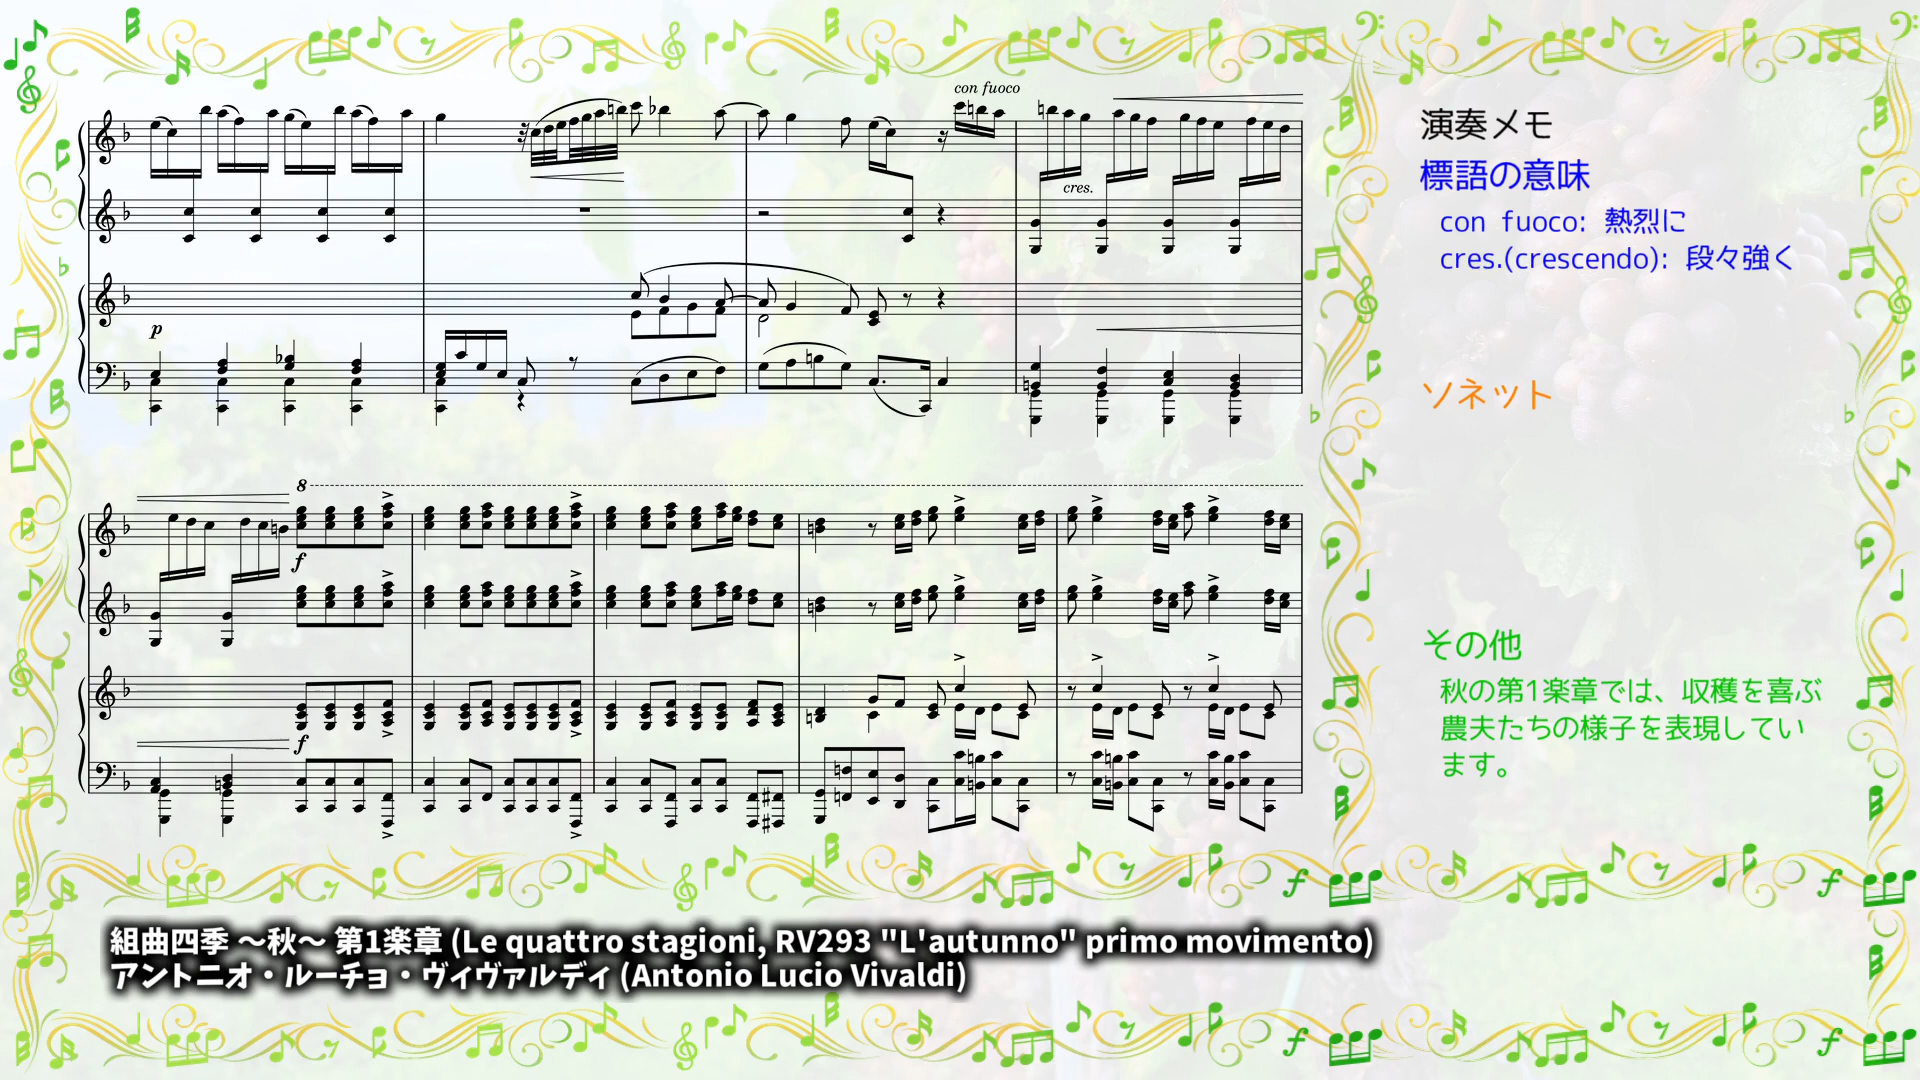 con fuoco
cres.
p
8
f
f
演奏メモ
標語の意味
con fuoco: 熱烈に
cres.(crescendo): 段々強く
ソネット
その他
秋の第1楽章では、収穫を喜ぶ
農夫たちの様子を表現してい
ます。
組曲四季 ～秋～ 第1楽章 (Le quattro stagioni, RV293 "L'autunno" primo movimento)
アントニオ・ルーチョ・ヴィヴァルディ (Antonio Lucio Vivaldi)